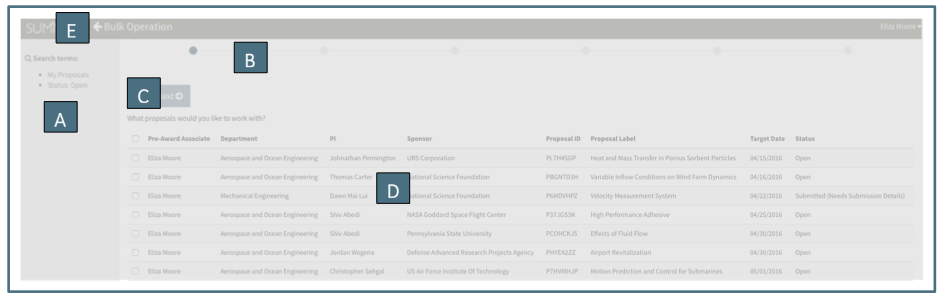 SUM E Bulk Operation Eliza Moore
B
Search terms:
My Proposals
Status: Open
C
A
What proposals would you like to work with?
Pre-Award Associate Department PI Sponsor Proposal ID Proposal Label Target Date Status
Eliza Moore Aerospace and Ocean Engineering Johnathan Pennington URS Corporation PLTH4SGP Heat and Mass Transfer in Porous Sorbent Particles 04/15/2016 Open
Eliza Moore Aerospace and Ocean Engineering Thomas Carter National Science Foundation PBGNTD3H Variable Inflow Conditions on Wind Farm Dynamics 04/16/2016 Open
D
Eliza Moore Mechanical Engineering Dawn Mai Lui National Science Foundation P6MDVHPZ Velocity Measurement System 04/22/2016 Submitted (Needs Submission Details)
Eliza Moore Aerospace and Ocean Engineering Shiv Abedi NASA Goddard Space Flight Center P37JGS3K High Performance Adhesive 04/25/2016 Open
Eliza Moore Aerospace and Ocean Engineering Shiv Abedi Pennsylvania State University PCDHCKJ5 Effects of Fluid Flow 04/30/2016 Open
Eliza Moore Aerospace and Ocean Engineering Jordan Wegena Defense Advanced Research Projects Agency PHYEA2ZZ Airport Revitalization 04/30/2016 Open
Eliza Moore Aerospace and Ocean Engineering Christopher Sehgal US Air Force Institute Of Technology P7HVMHJP Motion Prediction and Control for Submarines 05/01/2016 Open